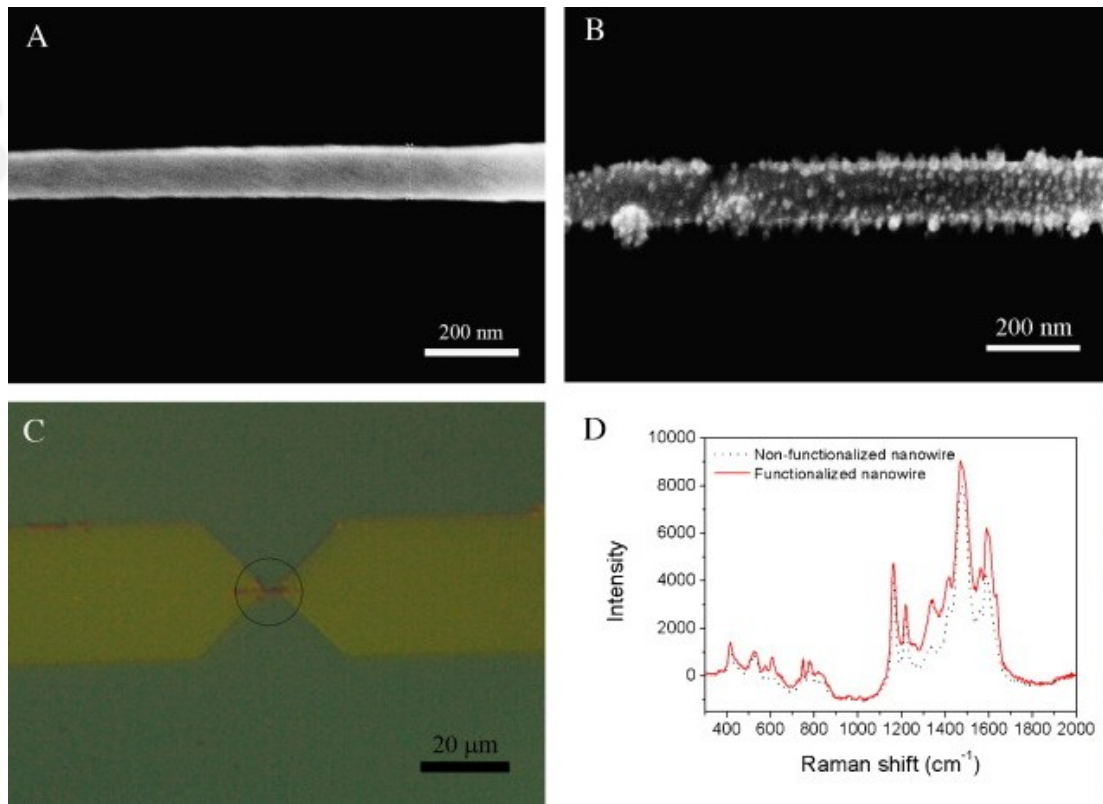 A
200 nm
B
200 nm
C
20 μm
D
10000
8000
6000
4000
2000
0
Intensity
Non-functionalized nanowire
Functionalized nanowire
400 600 800 1000 1200 1400 1600 1800 2000
Raman shift (cm⁻¹)